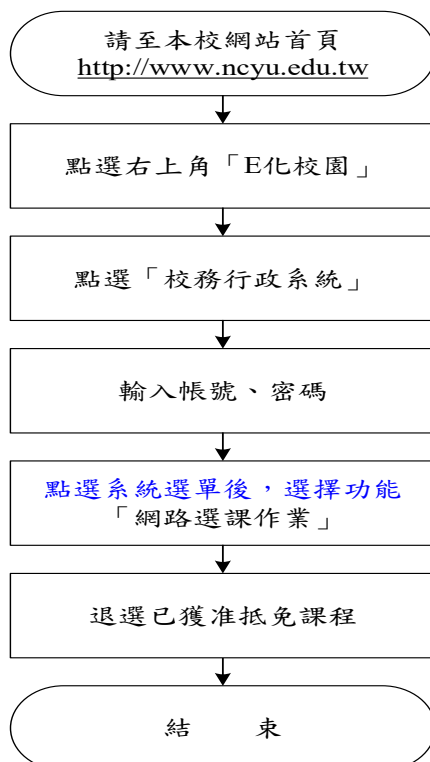 請至本校網站首頁
http://www.ncyu.edu.tw
點選右上角「E化校園」
點選「校務行政系統」
輸入帳號、密碼
點選系統選單後，選擇功能
「網路選課作業」
退選已獲准抵免課程
結　　束